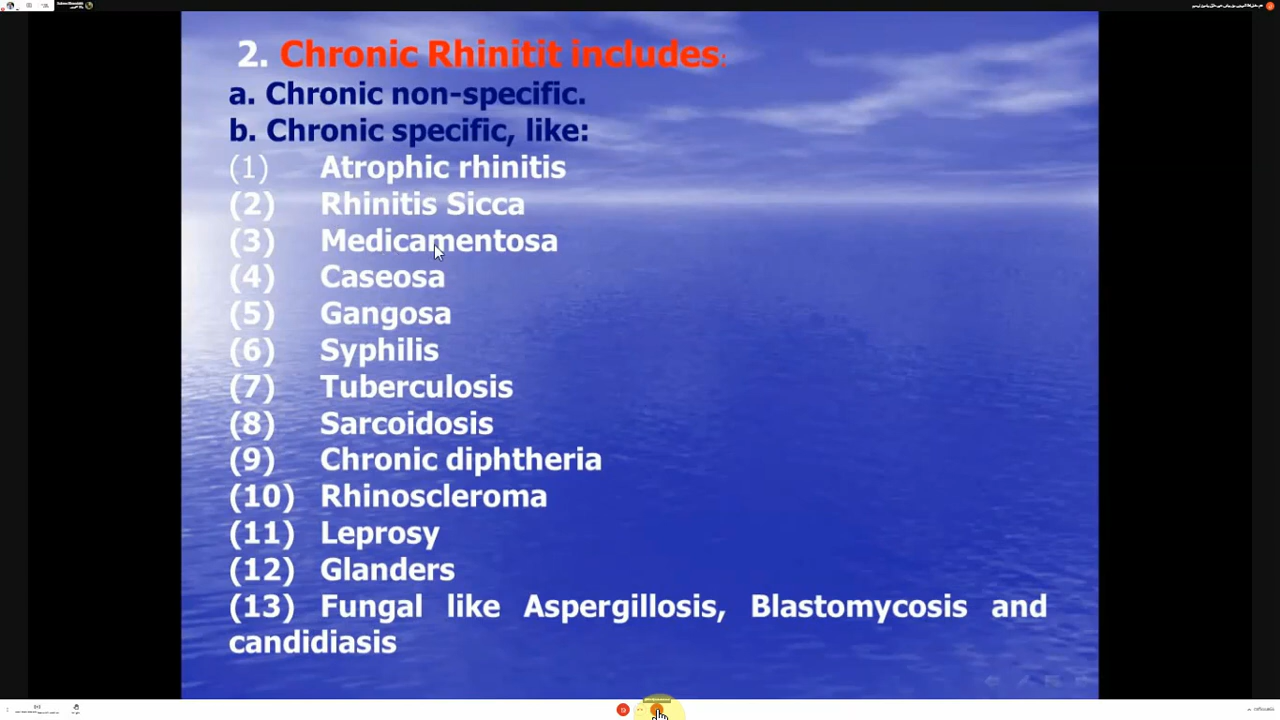 2. Chronic Rhinitit includes:
a. Chronic non-specific.
b. Chronic specific, like:
(1) Atrophic rhinitis
(2) Rhinitis Sicca
(3) Medicamentosa
(4) Caseosa
(5) Gangosa
(6) Syphilis
(7) Tuberculosis
(8) Sarcoidosis
(9) Chronic diphtheria
(10) Rhinoscleroma
(11) Leprosy
(12) Glanders
(13) Fungal like Aspergillosis, Blastomycosis and
candidiasis